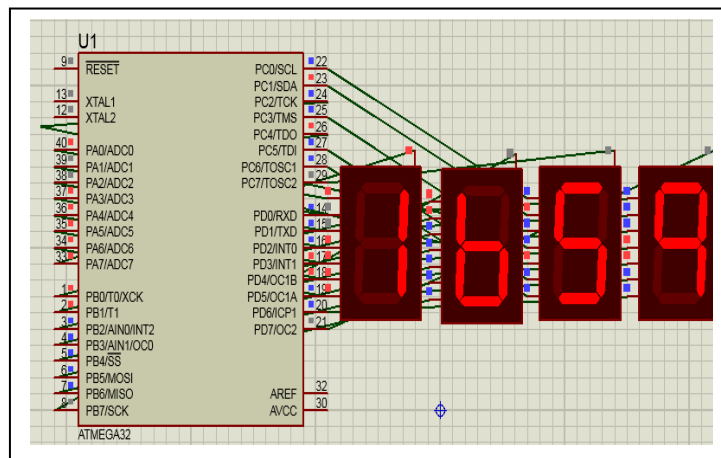 U1
9 RESET PC0/SCL 22
PC1/SDA 23
13 XTAL1 PC2/TCK 24
12 XTAL2 PC3/TMS 25
PC4/TDO 26
40 PA0/ADC0 PC5/TDI 27
39 PA1/ADC1 PC6/TOSC1 28
38 PA2/ADC2 PC7/TOSC2 29
37 PA3/ADC3
36 PA4/ADC4 PD0/RXD 14
35 PA5/ADC5 PD1/TXD 15
34 PA6/ADC6 PD2/INT0 16
33 PA7/ADC7 PD3/INT1 17
PD4/OC1B 18
1 PB0/T0/XCK PD5/OC1A 19
2 PB1/T1 PD6/ICP1 20
3 PB2/AIN0/INT2 PD7/OC2 21
4 PB3/AIN1/OC0
5 PB4/SS
6 PB5/MOSI
7 PB6/MISO AREF 32
8 PB7/SCK AVCC 30
ATMEGA32
1b59